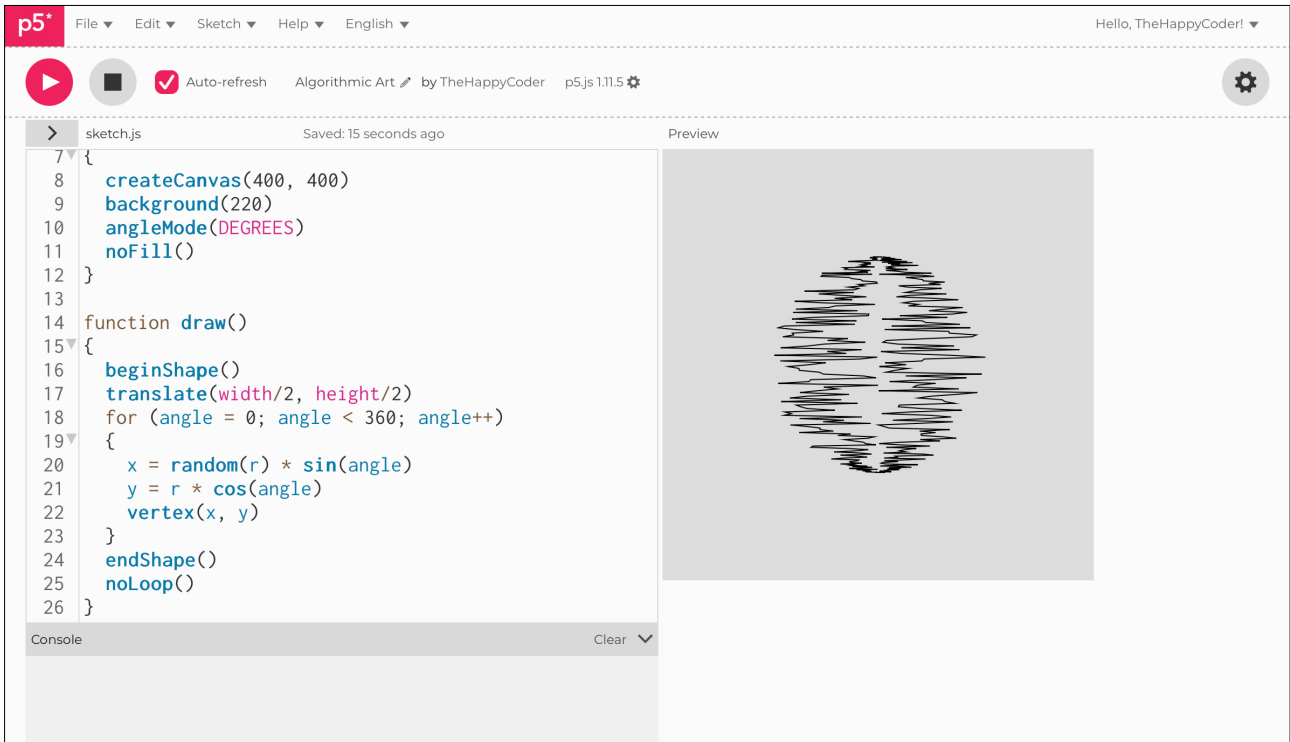 p5* File Edit Sketch Help English Hello, TheHappyCoder!
Auto-refresh Algorithmic Art by TheHappyCoder p5.js 1.11.5
sketch.js Saved: 15 seconds ago Preview
7 {
8 createCanvas(400, 400)
9 background(220)
10 angleMode(DEGREES)
11 noFill()
12 }
13
14 function draw()
15 {
16 beginShape()
17 translate(width/2, height/2)
18 for (angle = 0; angle < 360; angle++)
19 {
20 x = random(r) * sin(angle)
21 y = r * cos(angle)
22 vertex(x, y)
23 }
24 endShape()
25 noLoop()
26 }
Console Clear